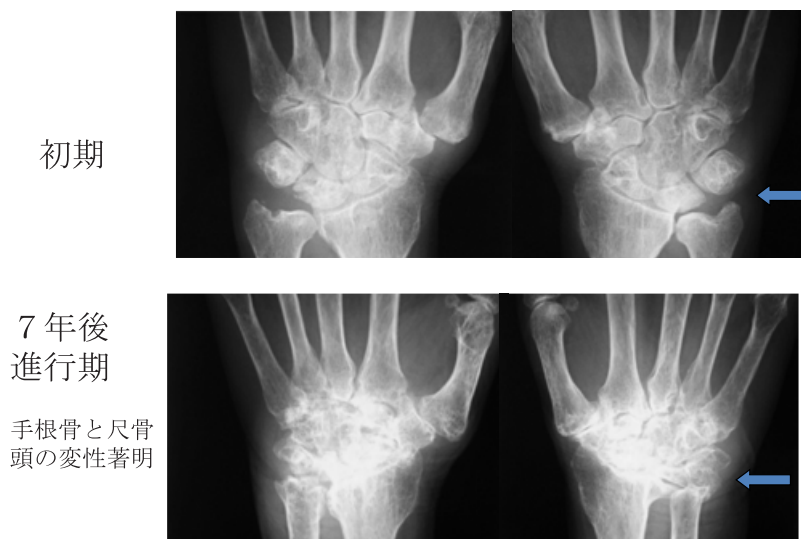 初期
７年後
進行期
手根骨と尺骨
頭の変性著明